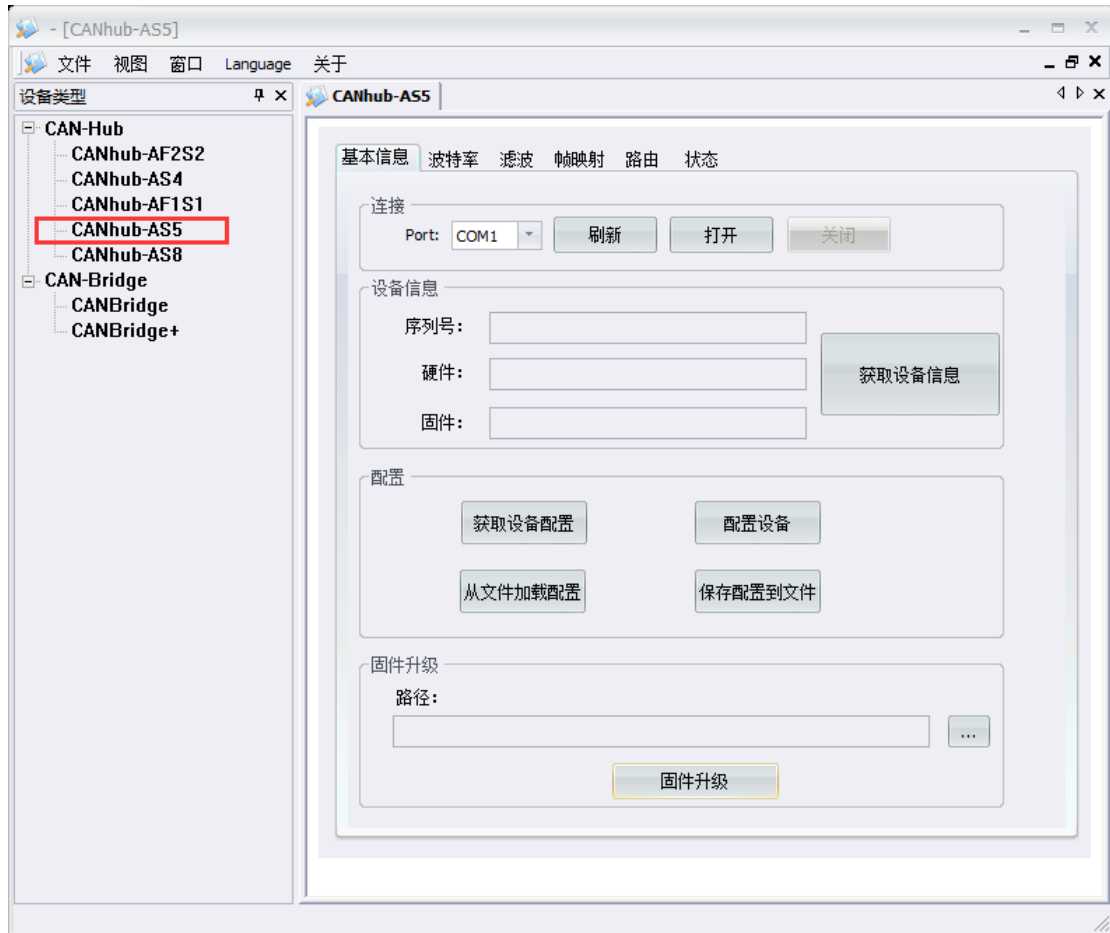 - [CANhub-AS5]
文件 视图 窗口 Language 关于
设备类型
CANhub-AS5
CAN-Hub
CANhub-AF2S2
CANhub-AS4
CANhub-AF1S1
CANhub-AS5
CANhub-AS8
CAN-Bridge
CANBridge
CANBridge+
基本信息 波特率 滤波 帧映射 路由 状态
连接
Port: COM1 刷新 打开 关闭
设备信息
序列号:
硬件:
获取设备信息
固件:
配置
获取设备配置 配置设备
从文件加载配置 保存配置到文件
固件升级
路径:
...
固件升级